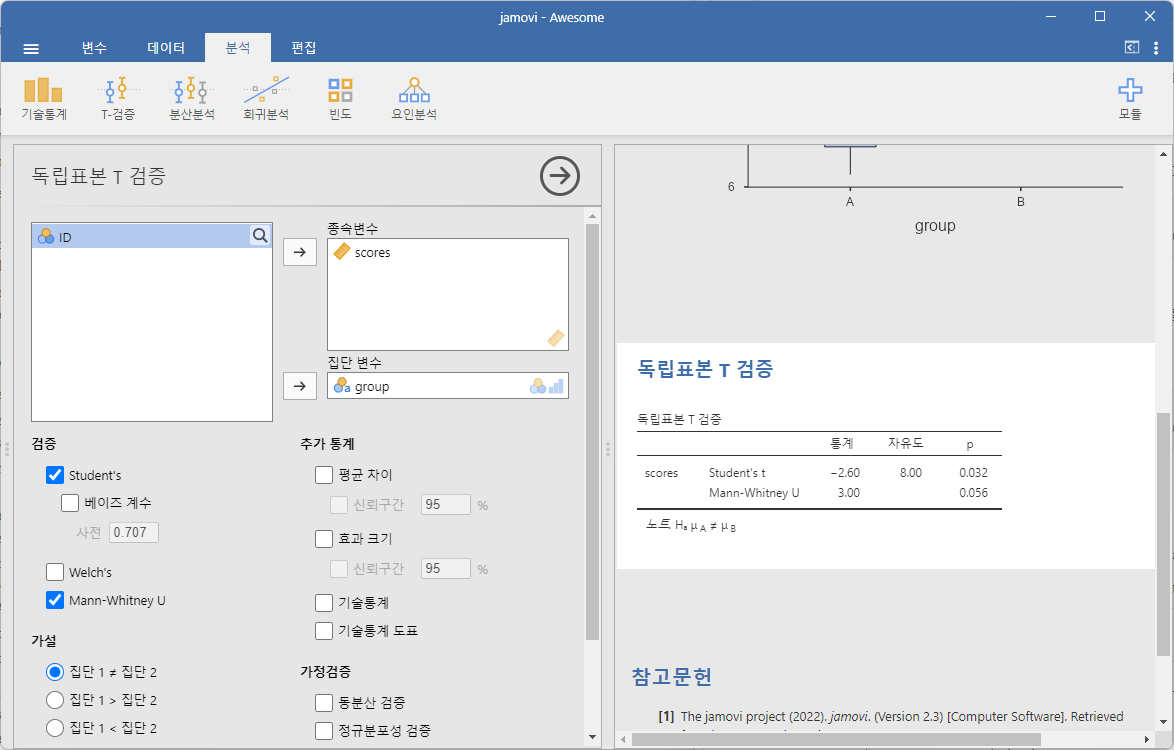 jamovi - Awesome
변수 데이터 분석 편집
기술통계 T-검증 분산분석 회귀분석 빈도 요인분석 모듈
독립표본 T 검증
ID
종속변수
scores
집단 변수
group
검증
Student's
베이즈 계수
사전 0.707
Welch's
Mann-Whitney U
가설
집단 1 ≠ 집단 2
집단 1 > 집단 2
집단 1 < 집단 2
추가 통계
평균 차이
신뢰구간 95 %
효과 크기
신뢰구간 95 %
기술통계
기술통계 도표
가정검증
동분산 검증
정규분포성 검증
6
A B
group
독립표본 T 검증
독립표본 T 검증
통계 자유도 p
scores Student's t −2.60 8.00 0.032
Mann-Whitney U 3.00 0.056
노트. Hₐ μ A ≠ μ B
참고문헌
[1] The jamovi project (2022). jamovi. (Version 2.3) [Computer Software]. Retrieved